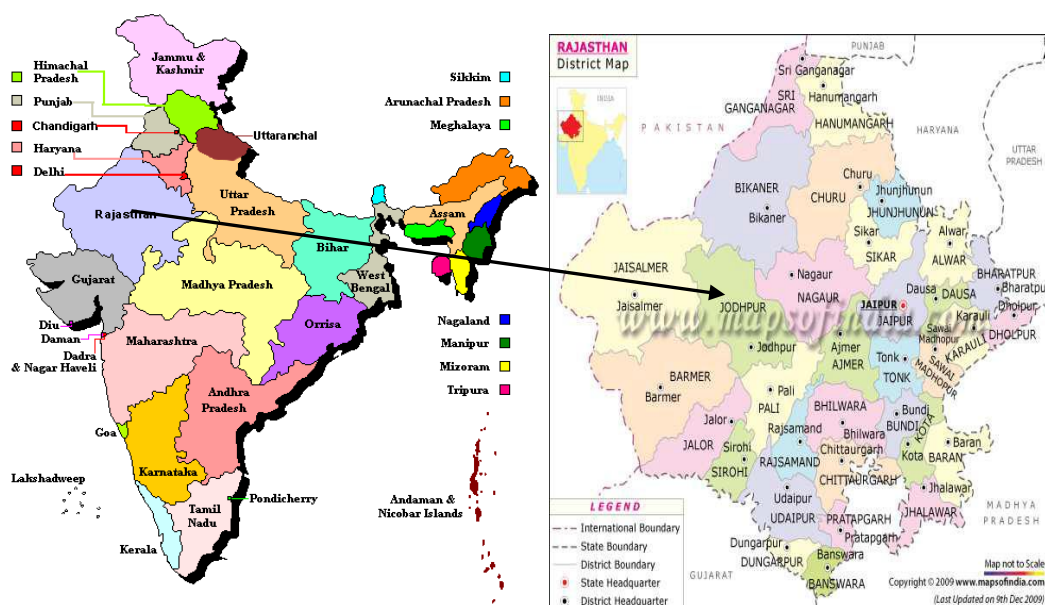 Jammu &
Kashmir
Himachal
Pradesh
Punjab
Chandigarh
Haryana
Delhi
Uttaranchal
Rajasthan
Uttar
Pradesh
Sikkim
Arunachal Pradesh
Meghalaya
Assam
Bihar
West
Bengal
Gujarat
Madhya Pradesh
Orrisa
Diu
Daman
Dadra
& Nagar Haveli
Maharashtra
Nagaland
Manipur
Mizoram
Tripura
Andhra
Pradesh
Goa
Karnataka
Lakshadweep
Pondicherry
Tamil
Nadu
Kerala
Andaman &
Nicobar Islands
RAJASTHAN
District Map
INDIA
PUNJAB
PAKISTAN
HARYANA
UTTAR
PRADESH
Sri Ganganagar
SRI
GANGANAGAR
Hanumangarh
HANUMANGARH
BIKANER
Bikaner
Churu
CHURU
Jhunjhunun
JHUNJHUNUN
Sikar
SIKAR
Alwar
ALWAR
JAISALMER
Jaisalmer
JODHPUR
Jodhpur
Nagaur
NAGAUR
JAIPUR
JAIPUR
Dausa
DAUSA
BHARATPUR
Bharatpur
Dholpur
DHOLPUR
Karauli
KARAULI
Sawai
Madhopur
SAWAI
MADHOPUR
www.mapsofindia.com
Ajmer
AJMER
Tonk
TONK
BARMER
Barmer
Pali
PALI
Jalor
JALOR
Sirohi
SIROHI
Rajsamand
RAJSAMAND
BHILWARA
Bhilwara
Bundi
BUNDI
KOTA
Kota
Baran
BARAN
Chittaurgarh
CHITTAURGARH
Jhalawar
JHALAWAR
Udaipur
UDAIPUR
PRATAPGARH
Pratapgarh
Dungarpur
DUNGARPUR
Banswara
BANSWARA
MADHYA
PRADESH
GUJARAT
LEGEND
International Boundary
State Boundary
District Boundary
State Headquarter
District Headquarter
Map not to Scale
Copyright © 2009 www.mapsofindia.com
(Last Updated on 9th Dec 2009)